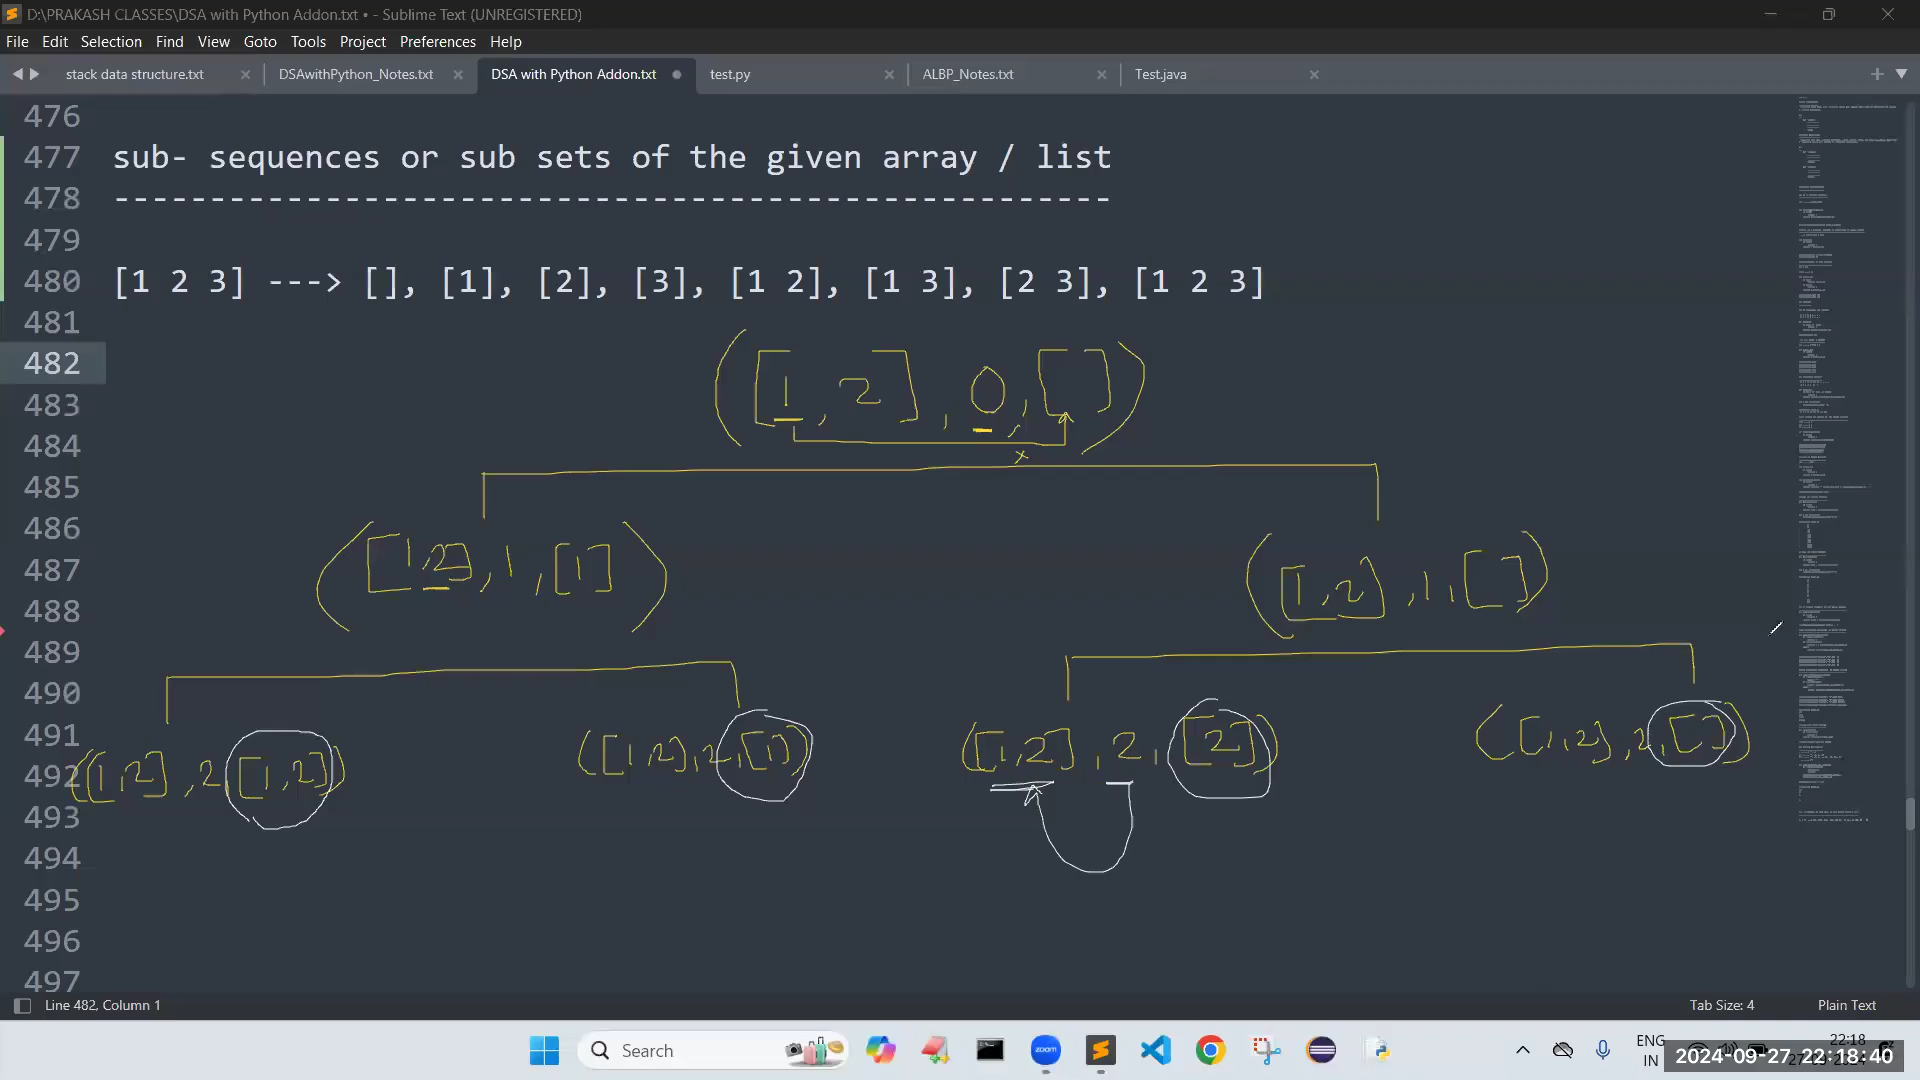 D:\PRAKASH CLASSES\DSA with Python Addon.txt • - Sublime Text (UNREGISTERED)
File Edit Selection Find View Goto Tools Project Preferences Help
stack data structure.txt DSAwithPython_Notes.txt DSA with Python Addon.txt test.py ALBP_Notes.txt Test.java
476
477 sub- sequences or sub sets of the given array / list
478 ----------------------------------------------------
479
480 [1 2 3] ---> [], [1], [2], [3], [1 2], [1 3], [2 3], [1 2 3]
481
482
483 ([1,2], 0, [])
484
485
486
487 ([1,2],1,[1]) ([1,2],1,[])
488
489
490
491
492 ([1,2],2,[1,2]) ([1,2],2,[1]) ([1,2],2,[2]) ([1,2],2,[])
493
494
495
496
497
Line 482, Column 1 Tab Size: 4 Plain Text
Search zoom ENG IN 22:18
2024-09-27 22:18:40